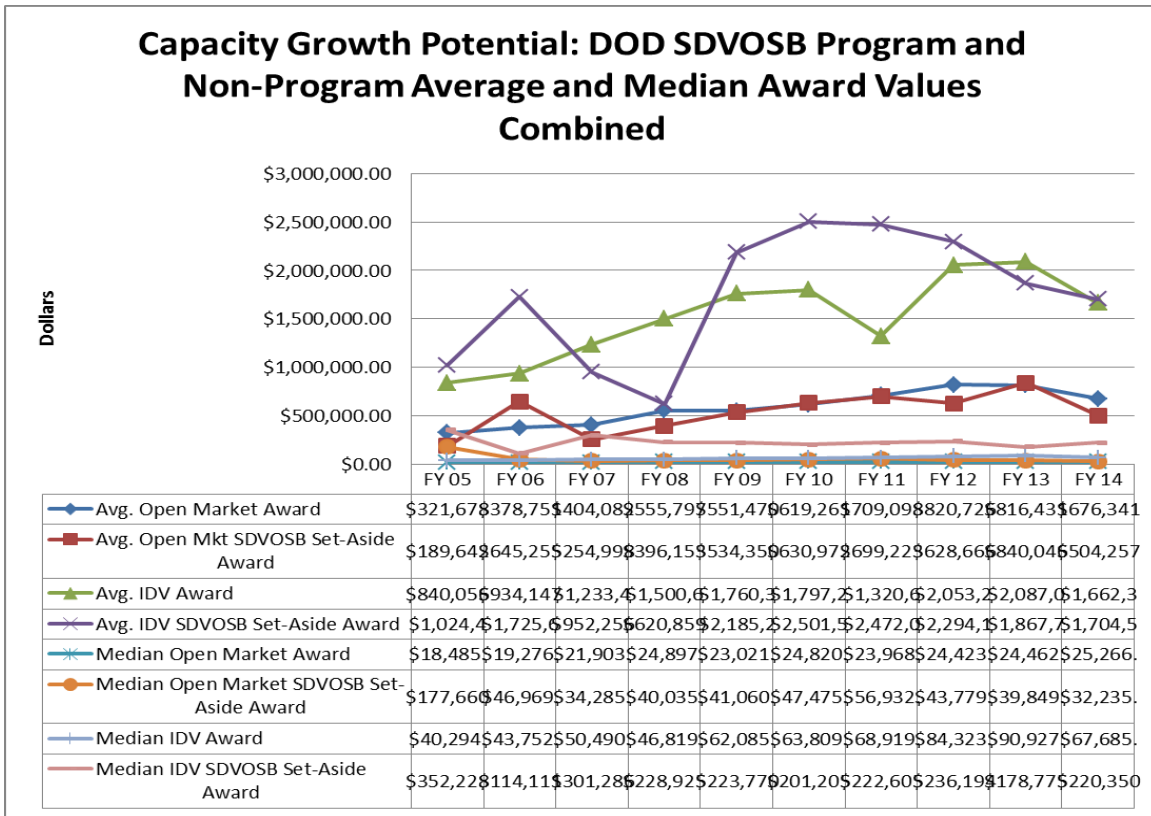 Capacity Growth Potential: DOD SDVOSB Program and
Non-Program Average and Median Award Values
Combined
Dollars
$3,000,000.00
$2,500,000.00
$2,000,000.00
$1,500,000.00
$1,000,000.00
$500,000.00
$0.00
FY 05 FY 06 FY 07 FY 08 FY 09 FY 10 FY 11 FY 12 FY 13 FY 14
Avg. Open Market Award $321,67 $378,75 $404,08 $555,79 $551,47 $619,26 $709,09 $820,72 $816,43 $676,341
Avg. Open Mkt SDVOSB Set-Aside
Award $189,64 $645,25 $254,99 $396,15 $534,35 $630,97 $699,22 $628,66 $840,04 $504,257
Avg. IDV Award $840,05 $934,147 $1,233,4 $1,500,6 $1,760,3 $1,797,2 $1,320,6 $2,053,2 $2,087,0 $1,662,3
Avg. IDV SDVOSB Set-Aside Award $1,024,4 $1,725,6 $952,25 $620,859 $2,185,2 $2,501,5 $2,472,0 $2,294,1 $1,867,7 $1,704,5
Median Open Market Award $18,485 $19,276 $21,903 $24,897 $23,021 $24,820 $23,968 $24,423 $24,462 $25,266.
Median Open Market SDVOSB Set-
Aside Award $177,660 $46,969 $34,285 $40,035 $41,060 $47,475 $56,932 $43,779 $39,849 $32,235.
Median IDV Award $40,294 $43,752 $50,490 $46,819 $62,085 $63,809 $68,919 $84,323 $90,927 $67,685.
Median IDV SDVOSB Set-Aside
Award $352,22 $114,11 $301,28 $228,92 $223,77 $201,20 $222,60 $236,19 $178,77 $220,350